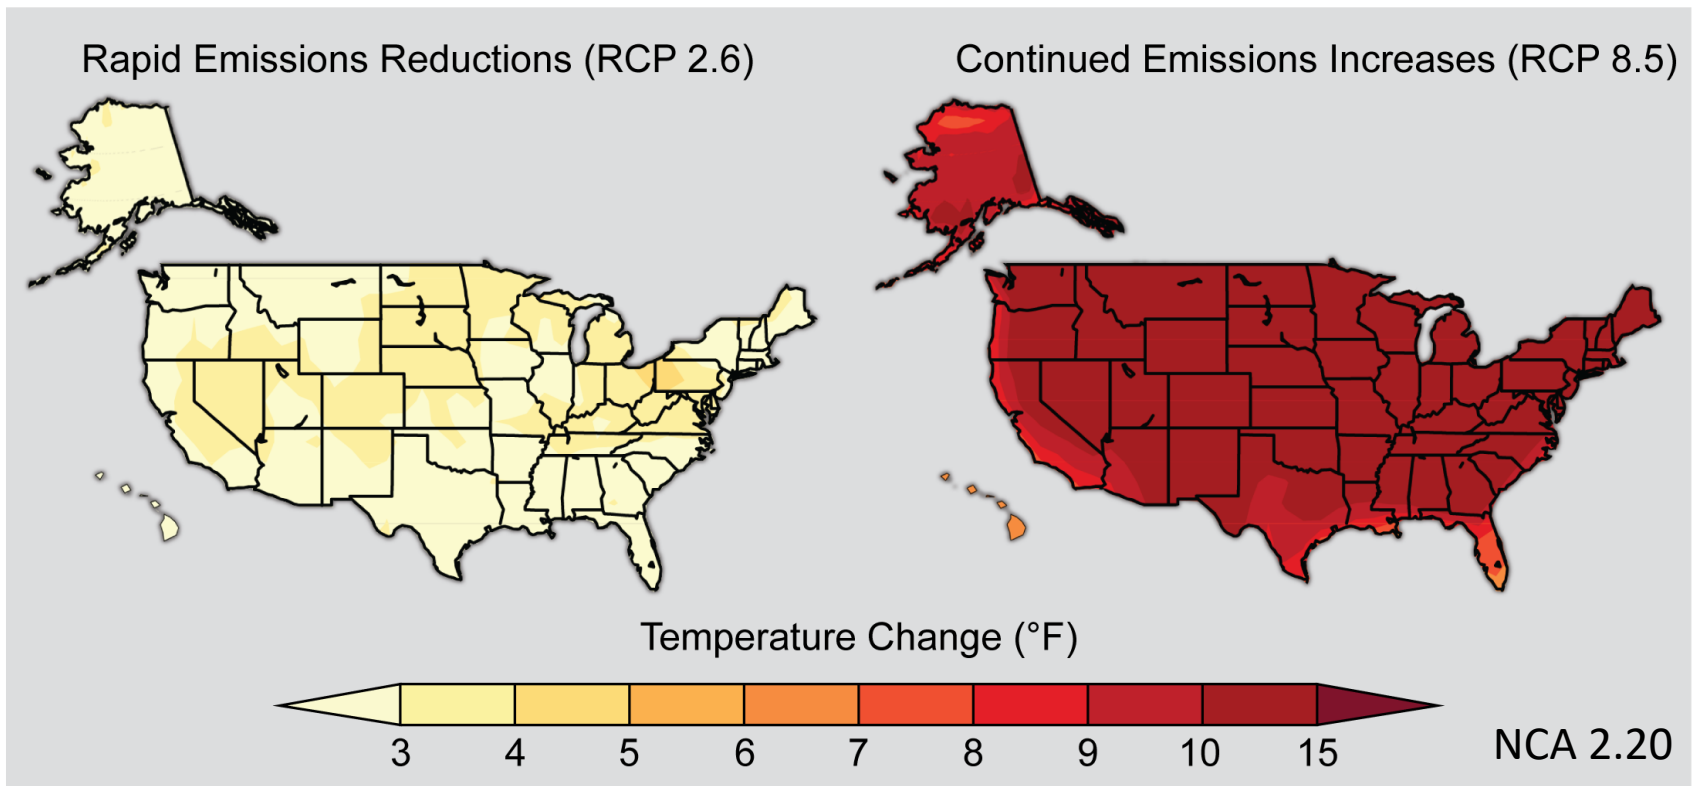 Rapid Emissions Reductions (RCP 2.6)
Continued Emissions Increases (RCP 8.5)
Temperature Change (°F)
3 4 5 6 7 8 9 10 15
NCA 2.20